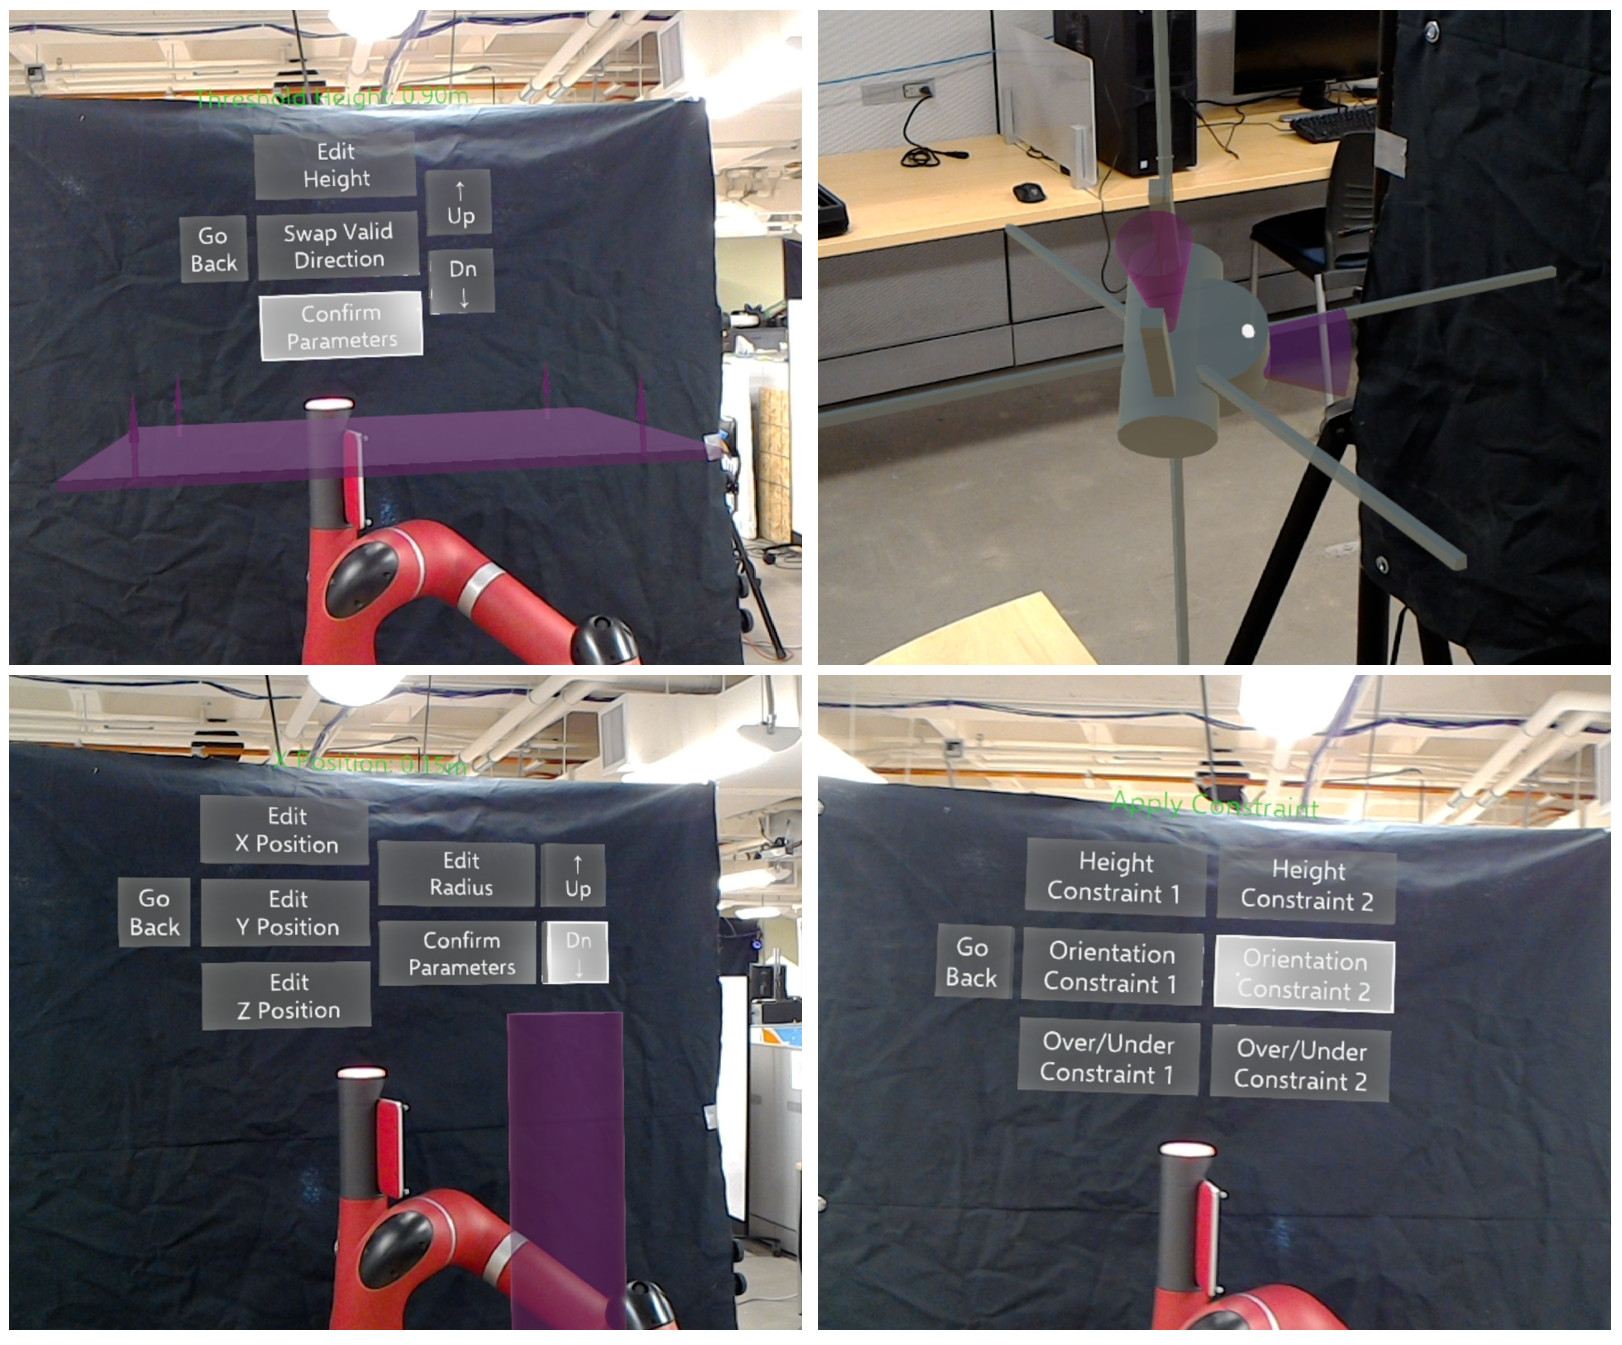 Threshold Height: 0.90m
Edit
Height
↑
Up
Go
Back
Swap Valid
Direction
Dn
↓
Confirm
Parameters
X Position: 0.15m
Edit
X Position
Edit
Radius
↑
Up
Go
Back
Edit
Y Position
Confirm
Parameters
Dn
↓
Edit
Z Position
Apply Constraint
Height
Constraint 1
Height
Constraint 2
Go
Back
Orientation
Constraint 1
Orientation
Constraint 2
Over/Under
Constraint 1
Over/Under
Constraint 2